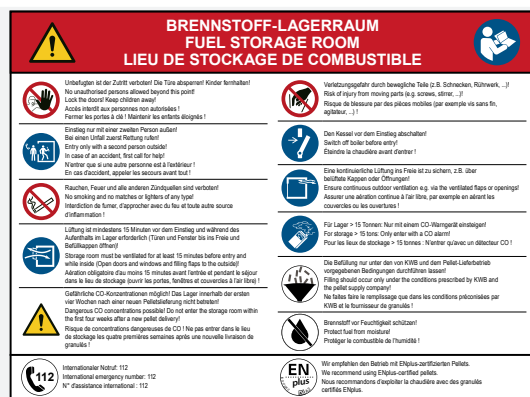 BRENNSTOFF-LAGERRAUM
FUEL STORAGE ROOM
LIEU DE STOCKAGE DE COMBUSTIBLE
Unbefugten ist der Zutritt verboten! Die Türe absperren! Kinder fernhalten!
No unauthorised persons allowed beyond this point!
Lock the doors! Keep children away!
Accès interdit aux personnes non autorisées !
Fermer les portes à clé ! Maintenir les enfants éloignés !
Einstieg nur mit einer zweiten Person außen!
Bei einen Unfall zuerst Rettung rufen!
Entry only with a second person outside!
In case of an accident, first call for help!
N'entrer que si une autre personne est à l'extérieur !
En cas d'accident, appeler les secours avant tout !
Rauchen, Feuer und alle anderen Zündquellen sind verboten!
No smoking and no matches or lighters of any type!
Interdiction de fumer, d'approcher avec du feu et toute autre source
d'inflammation !
Lüftung ist mindestens 15 Minuten vor dem Einstieg und während des
Aufenthalts im Lager erforderlich (Türen und Fenster bis ins Freie und
Befüllkappen öffnen)!
Storage room must be ventilated for at least 15 minutes before entry and
while inside (Open doors and windows and filling flaps to the outside)!
Aération obligatoire d'au moins 15 minutes avant l'entrée et pendant le séjour
dans le lieu de stockage (ouvrir les portes, fenêtres et couvercles à l'air libre) !
Gefährliche CO-Konzentrationen möglich! Das Lager innerhalb der ersten
vier Wochen nach einer neuen Pelletslieferung nicht betreten!
Dangerous CO concentrations possible! Do not enter the storage room within
the first four weeks after a new pellet delivery!
Risque de concentrations dangereuses de CO ! Ne pas entrer dans le lieu
de stockage les quatre premières semaines après une nouvelle livraison de
granulés !
112
Internationaler Notruf: 112
International emergency number: 112
N° d'assistance international : 112
Verletzungsgefahr durch bewegliche Teile (z.B. Schnecken, Rührwerk, ...)!
Risk of injury from moving parts (e.g. screws, stirrer, ...)!
Risque de blessure par des pièces mobiles (par exemple vis sans fin,
agitateur, ...) !
Den Kessel vor dem Einstieg abschalten!
Switch off boiler before entry!
Éteindre la chaudière avant d'entrer !
Eine kontinuierliche Lüftung ins Freie ist zu sichern, z.B. über
belüftete Kappen oder Öffnungen!
Ensure continuous outdoor ventilation e.g. via the ventilated flaps or openings!
Assurer une aération continue à l'air libre, par exemple en aérant les
couvercles ou les ouvertures !
Für Lager > 15 Tonnen: Nur mit einem CO-Warngerät einsteigen!
For storage > 15 tons: Only enter with a CO alarm!
Pour les lieux de stockage > 15 tonnes : N'entrer qu'avec un détecteur CO !
Die Befüllung nur unter den von KWB und dem Pellet-Lieferbetrieb
vorgegebenen Bedingungen durchführen lassen!
Filling should occur only under the conditions prescribed by KWB and
the pellet supply company!
Ne faites faire le remplissage que dans les conditions préconisées par
KWB et le fournisseur de granulés !
Brennstoff vor Feuchtigkeit schützen!
Protect fuel from moisture!
Protéger le combustible de l'humidité !
EN
plus
Wir empfehlen den Betrieb mit ENplus-zertifizierten Pellets.
We recommend using ENplus-certified pellets.
Nous recommandons d'exploiter la chaudière avec des granulés
certifiés ENplus.